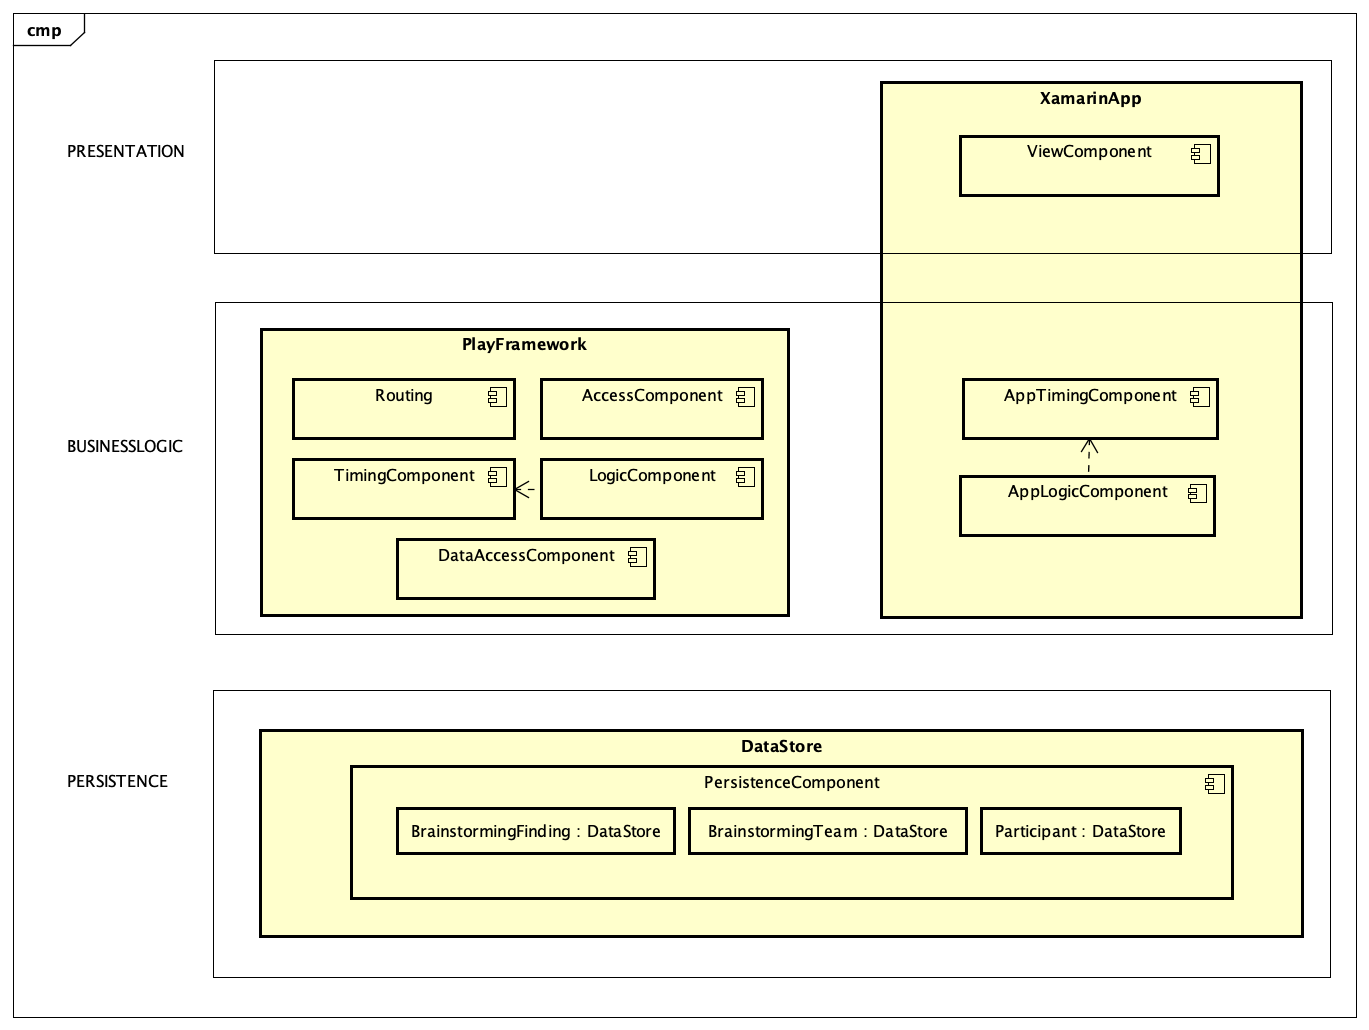 cmp
PRESENTATION
XamarinApp
ViewComponent
BUSINESSLOGIC
PlayFramework
Routing
AccessComponent
TimingComponent
LogicComponent
DataAccessComponent
AppTimingComponent
AppLogicComponent
PERSISTENCE
DataStore
PersistenceComponent
BrainstormingFinding : DataStore
BrainstormingTeam : DataStore
Participant : DataStore